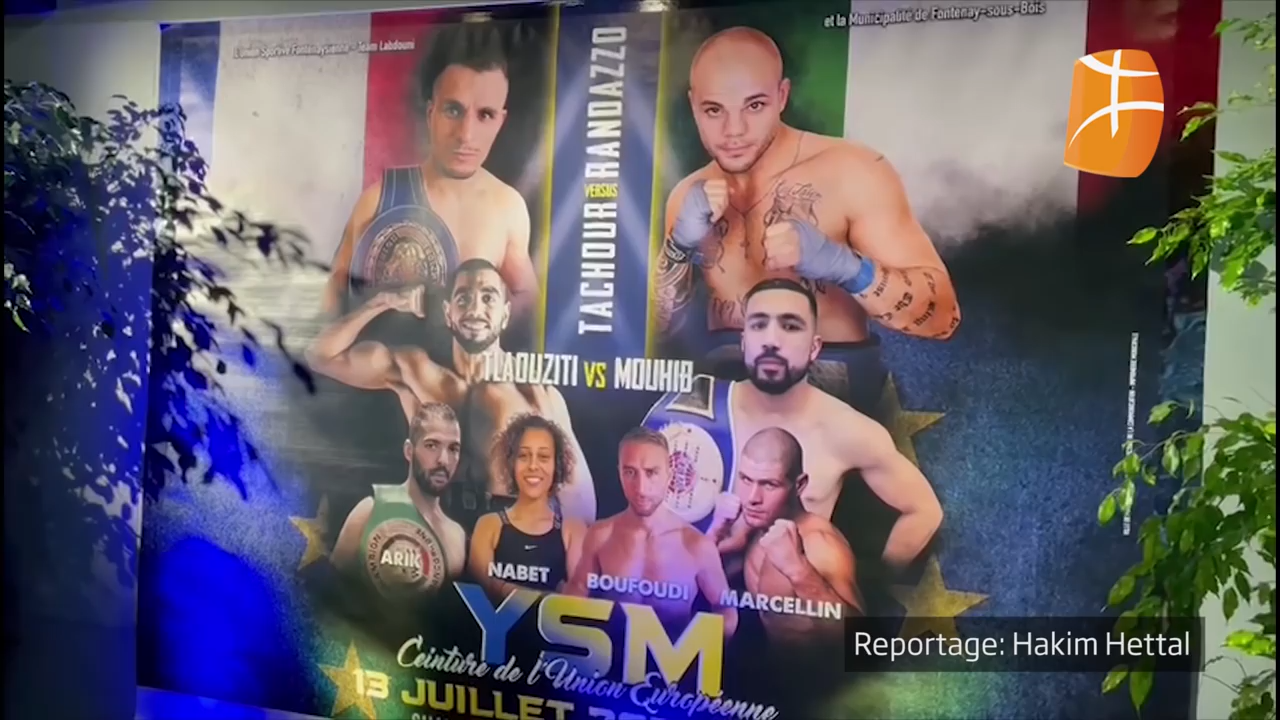 L'Union Sportive Fontenaysienne - Team Labdouni
et la Municipalité de Fontenay-sous-Bois
TACHOUR VERSUS RANDAZZO
TLAOUZITI VS MOUHIB
ARIK
NABET
BOUFOUDI
MARCELLIN
YSM
Ceinture de l'Union Européenne
13 JUILLET
Reportage: Hakim Hettal